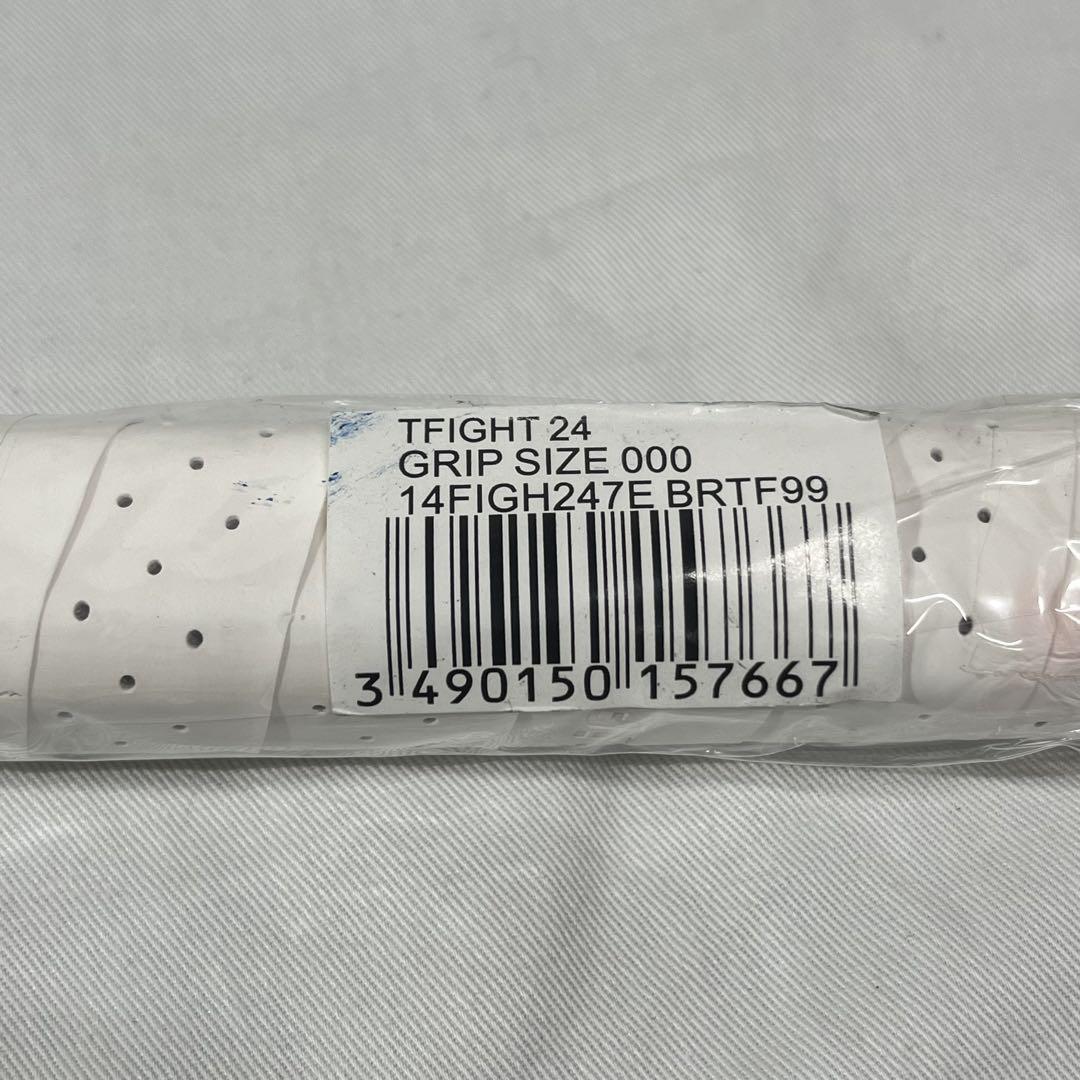 TFIGHT 24
GRIP SIZE 000
14FIGH247E BRTF99
3 490150 157667